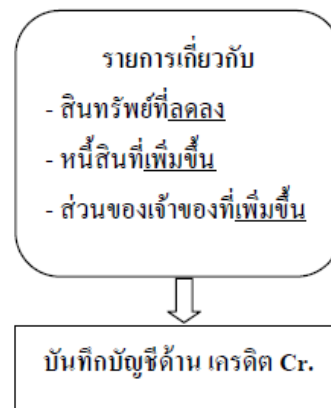 รายการเกี่ยวกับ
- สินทรัพย์ที่ลดลง
- หนี้สินที่เพิ่มขึ้น
- ส่วนของเจ้าของที่เพิ่มขึ้น
บันทึกบัญชีด้าน เครดิต Cr.